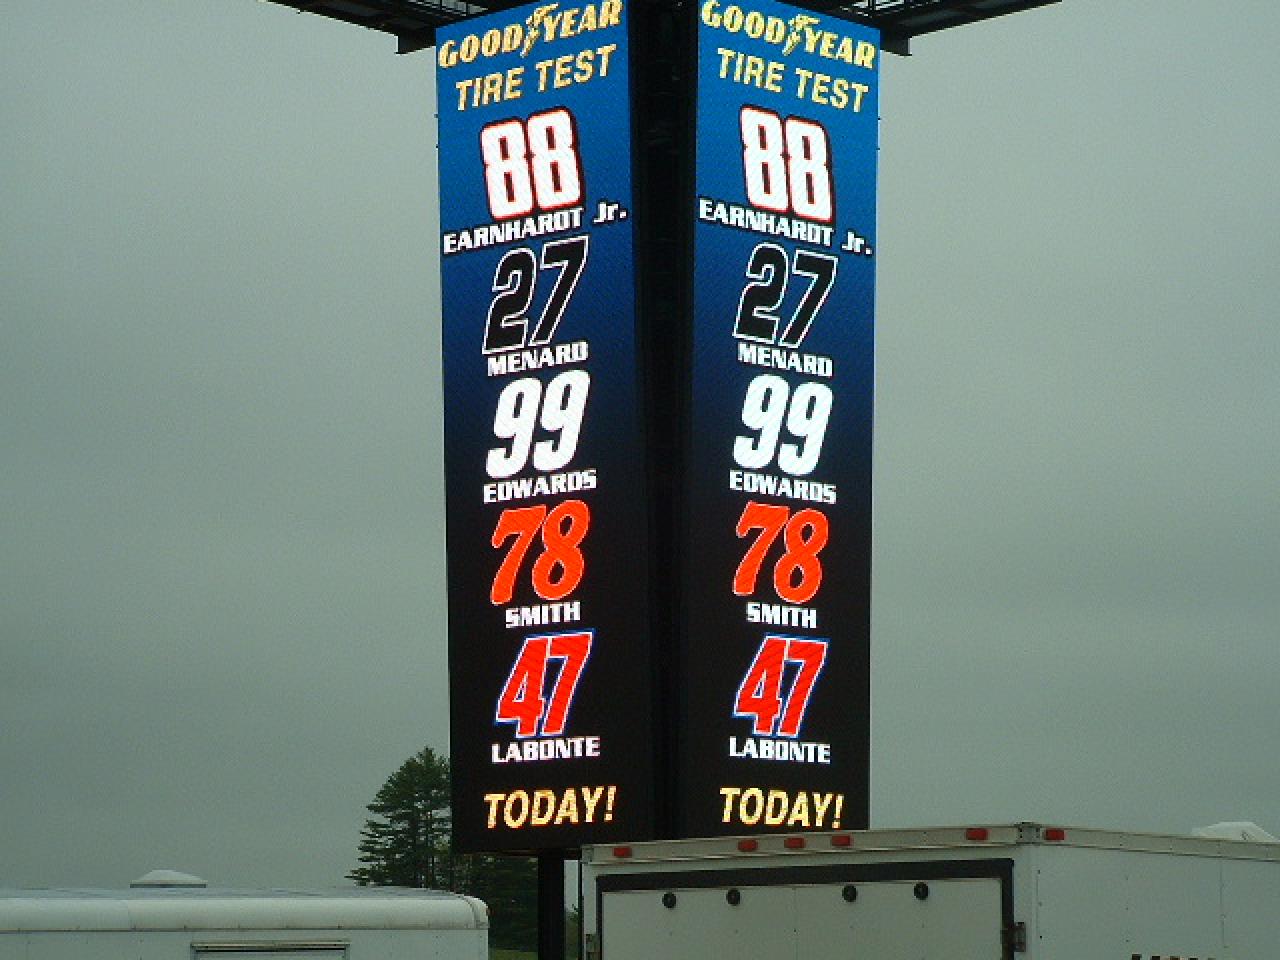 GOODYEAR
TIRE TEST
88
EARNHARDT Jr.
27
MENARD
99
EDWARDS
78
SMITH
47
LABONTE
TODAY!
GOODYEAR
TIRE TEST
88
EARNHARDT Jr.
27
MENARD
99
EDWARDS
78
SMITH
47
LABONTE
TODAY!